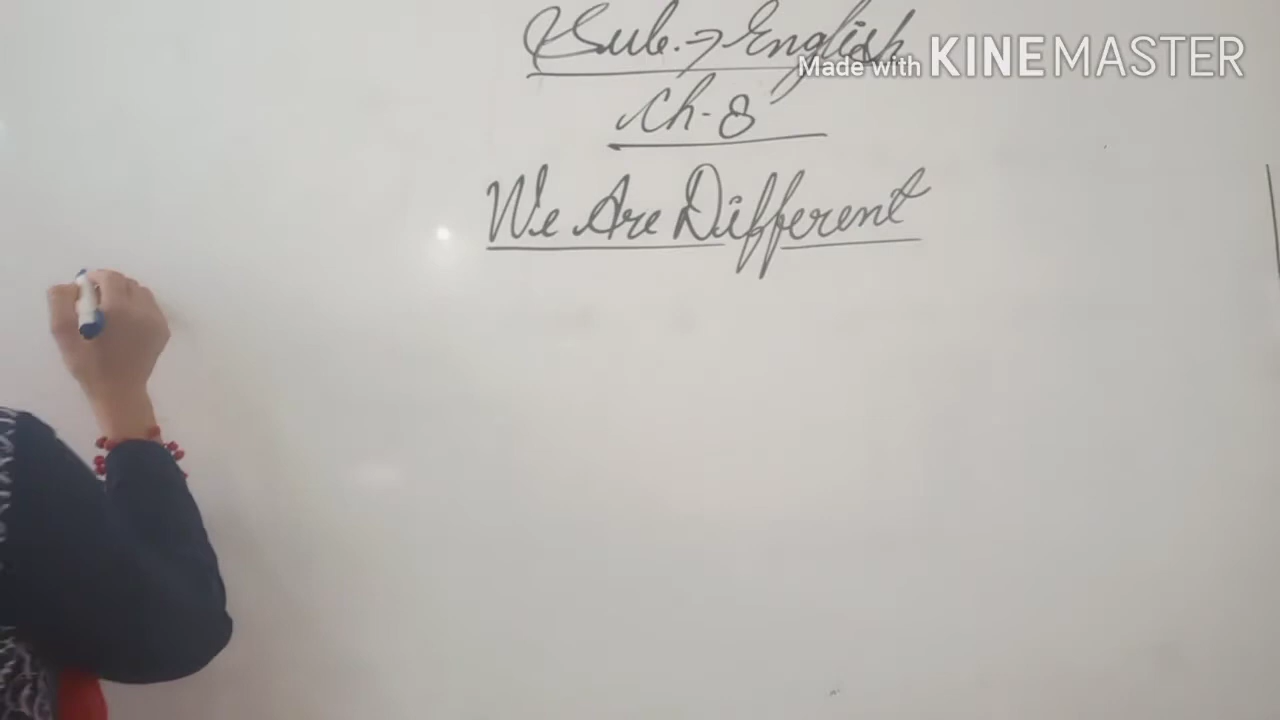 Sub. → English
Made with KINEMASTER
Ch-8
We Are Different